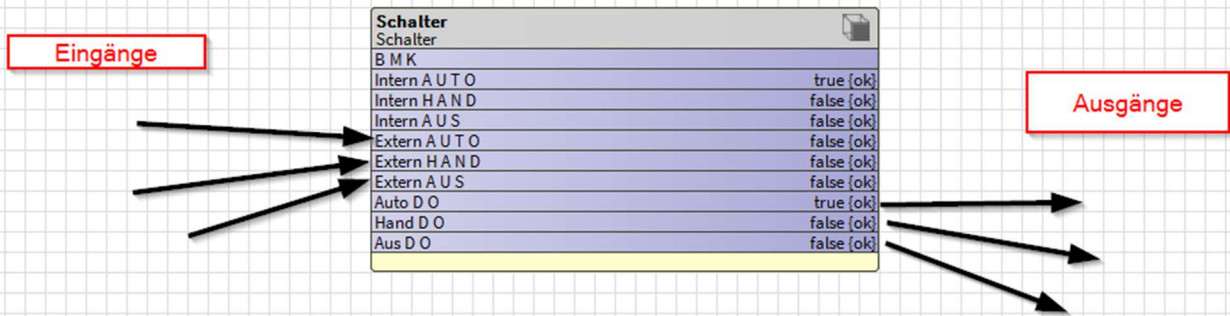 Eingänge
Schalter
Schalter
B M K
Intern A U T O true {ok}
Intern H A N D false {ok}
Intern A U S false {ok}
Extern A U T O false {ok}
Extern H A N D false {ok}
Extern A U S false {ok}
Auto D O true {ok}
Hand D O false {ok}
Aus D O false {ok}
Ausgänge